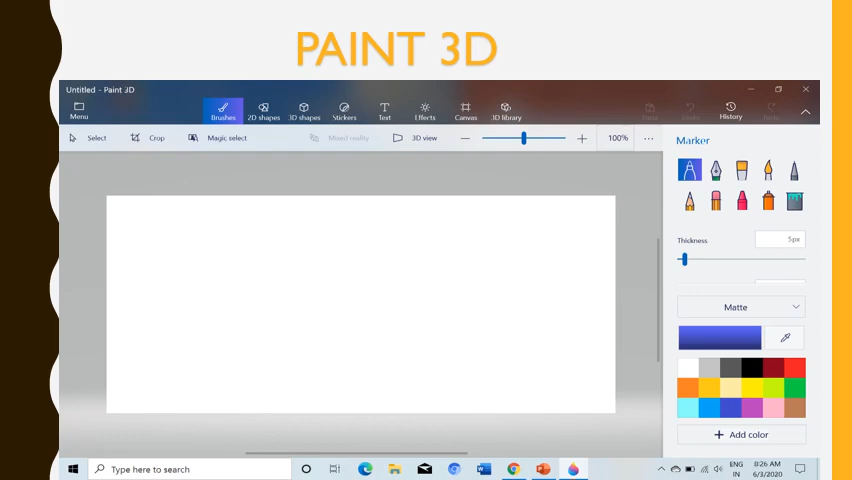 PAINT 3D
Untitled - Paint 3D
Menu
Brushes
2D shapes
3D shapes
Stickers
Text
Effects
Canvas
3D library
History
Select
Crop
Magic select
Mixed reality
3D view
100%
Marker
Thickness
5px
Matte
Add color
Type here to search
ENG
IN
8:26 AM
6/3/2020